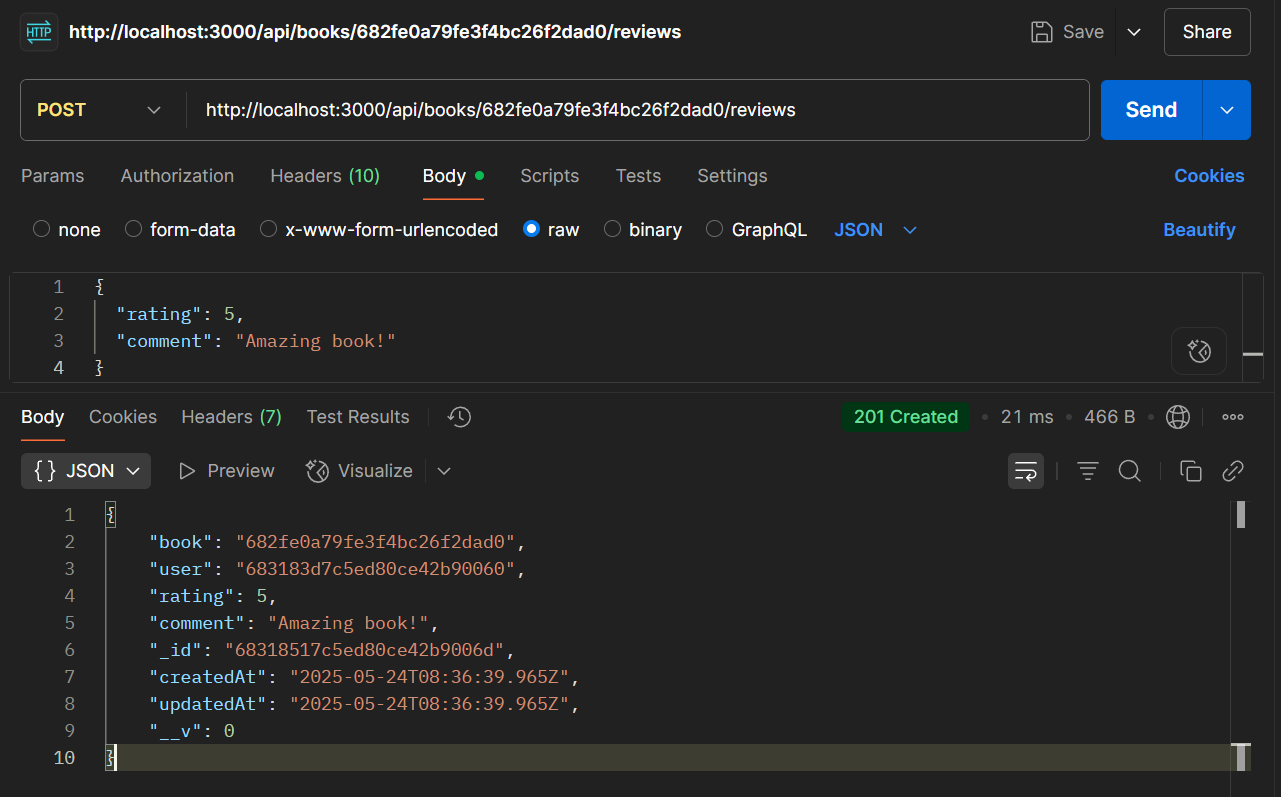 HTTP http://localhost:3000/api/books/682fe0a79fe3f4bc26f2dad0/reviews Save Share
POST http://localhost:3000/api/books/682fe0a79fe3f4bc26f2dad0/reviews Send
Params Authorization Headers (10) Body Scripts Tests Settings Cookies
none form-data x-www-form-urlencoded raw binary GraphQL JSON Beautify
1 {
2 "rating": 5,
3 "comment": "Amazing book!"
4 }
Body Cookies Headers (7) Test Results 201 Created 21 ms 466 B
{} JSON Preview Visualize
1 {
2 "book": "682fe0a79fe3f4bc26f2dad0",
3 "user": "683183d7c5ed80ce42b90060",
4 "rating": 5,
5 "comment": "Amazing book!",
6 "_id": "68318517c5ed80ce42b9006d",
7 "createdAt": "2025-05-24T08:36:39.965Z",
8 "updatedAt": "2025-05-24T08:36:39.965Z",
9 "__v": 0
10 }